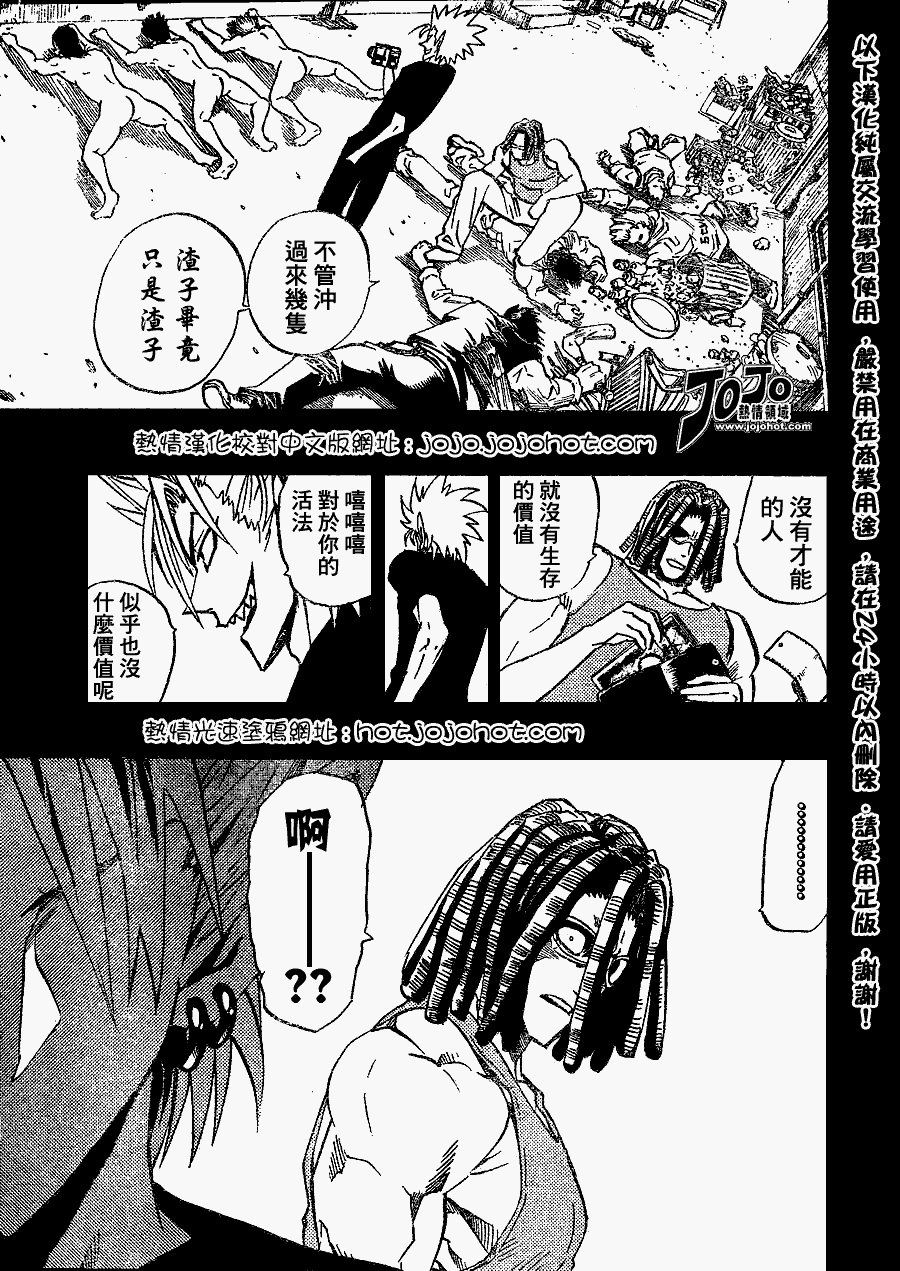 不管沖
過來幾隻
渣子畢竟
只是渣子
JOJO
熱情領域
www.jojohot.com
熱情漢化校對中文版網址：jojo.jojohot.com
沒有才能
的人
就沒有生存
的價值
嘻嘻嘻
對於你的
活法
似乎也沒
什麼價值呢
熱情光速塗鴉網址：hot.jojohot.com
…………
啊——
??
以下漢化純屬交流學習使用，嚴禁用在商業用途，請在24小時以內刪除，請愛用正版，謝謝！